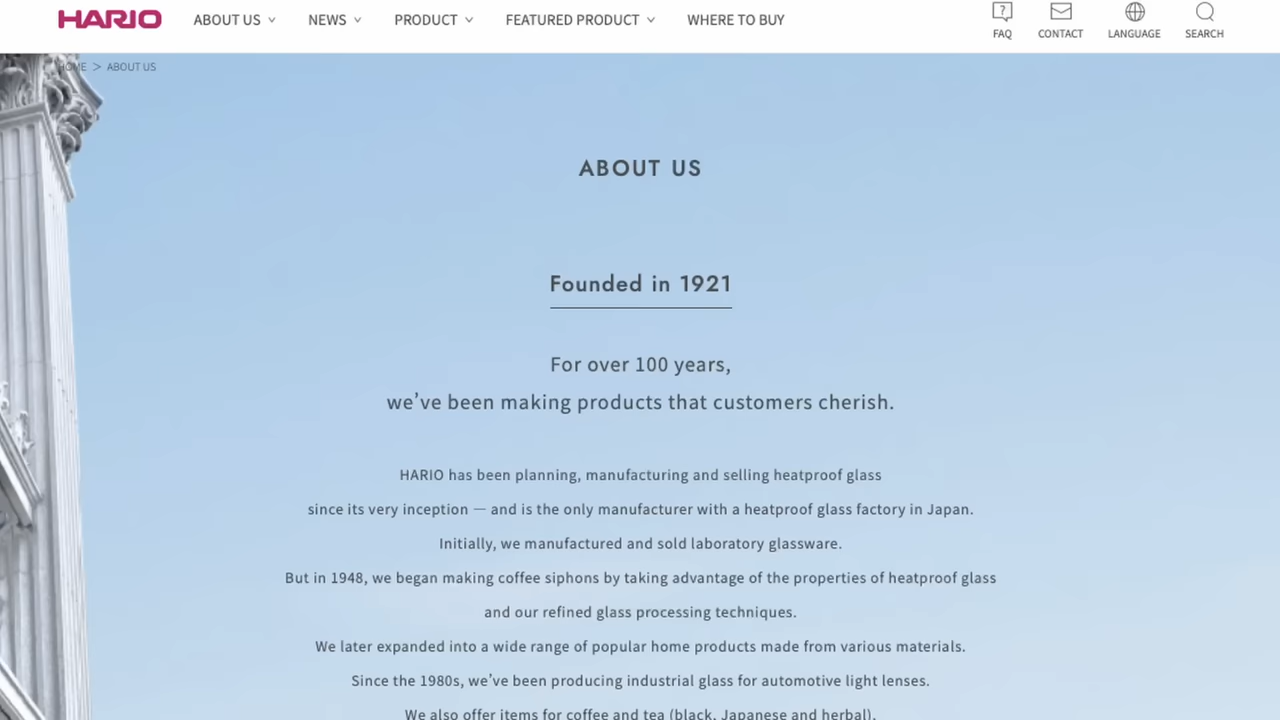 HARIO
ABOUT US
NEWS
PRODUCT
FEATURED PRODUCT
WHERE TO BUY
FAQ
CONTACT
LANGUAGE
SEARCH
HOME > ABOUT US
ABOUT US
Founded in 1921
For over 100 years,
we’ve been making products that customers cherish.
HARIO has been planning, manufacturing and selling heatproof glass
since its very inception — and is the only manufacturer with a heatproof glass factory in Japan.
Initially, we manufactured and sold laboratory glassware.
But in 1948, we began making coffee siphons by taking advantage of the properties of heatproof glass
and our refined glass processing techniques.
We later expanded into a wide range of popular home products made from various materials.
Since the 1980s, we’ve been producing industrial glass for automotive light lenses.
We also offer items for coffee and tea (black, Japanese and herbal).